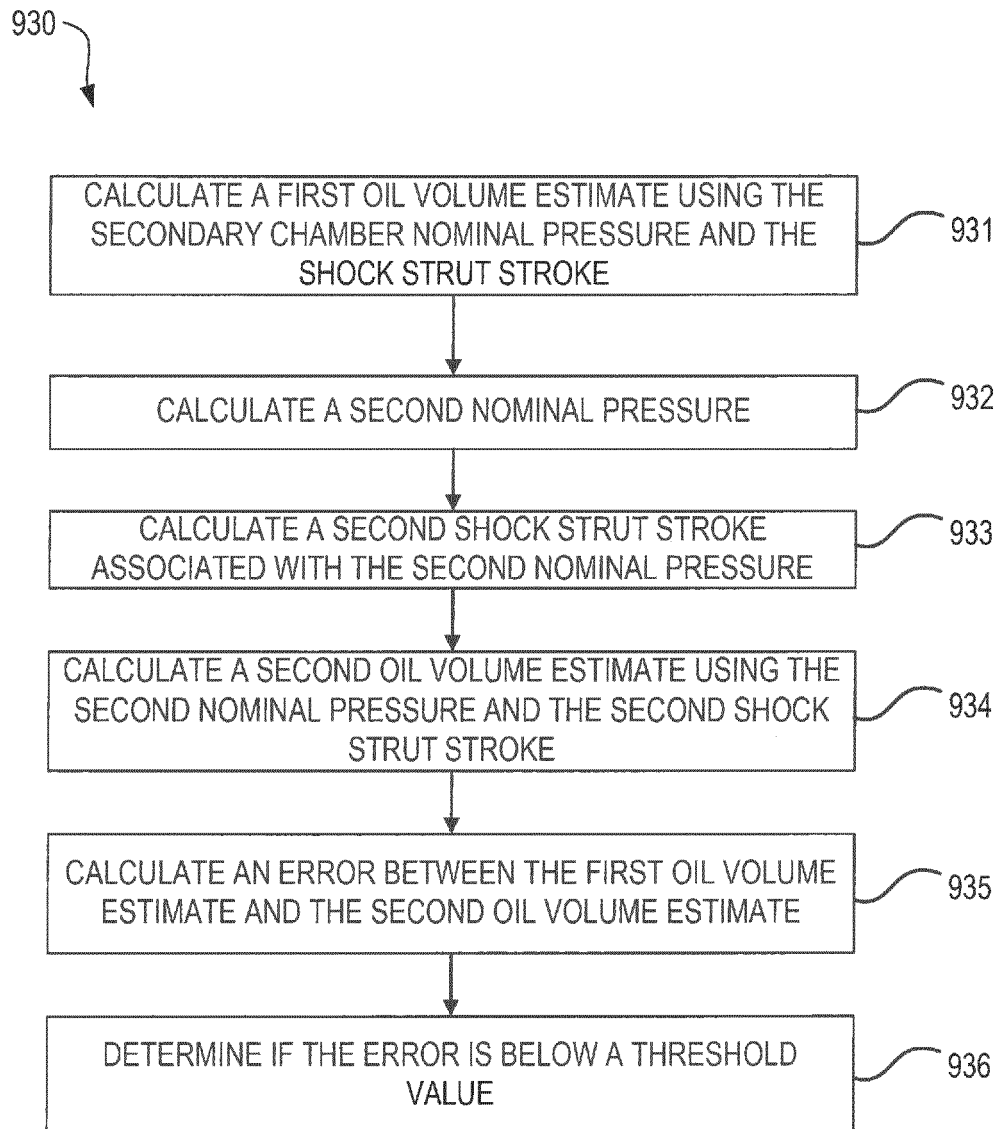 930
CALCULATE A FIRST OIL VOLUME ESTIMATE USING THE
SECONDARY CHAMBER NOMINAL PRESSURE AND THE
SHOCK STRUT STROKE
931
CALCULATE A SECOND NOMINAL PRESSURE
932
CALCULATE A SECOND SHOCK STRUT STROKE
ASSOCIATED WITH THE SECOND NOMINAL PRESSURE
933
CALCULATE A SECOND OIL VOLUME ESTIMATE USING THE
SECOND NOMINAL PRESSURE AND THE SECOND SHOCK
STRUT STROKE
934
CALCULATE AN ERROR BETWEEN THE FIRST OIL VOLUME
ESTIMATE AND THE SECOND OIL VOLUME ESTIMATE
935
DETERMINE IF THE ERROR IS BELOW A THRESHOLD
VALUE
936